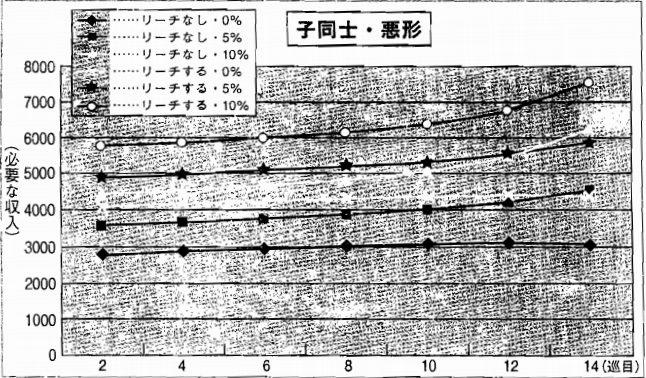 子同士・悪形
……リーチなし・0%
……リーチなし・5%
……リーチなし・10%
……リーチする・0%
……リーチする・5%
……リーチする・10%
(必要な収入)
8000
7000
6000
5000
4000
3000
2000
1000
0
2 4 6 8 10 12 14(巡目)